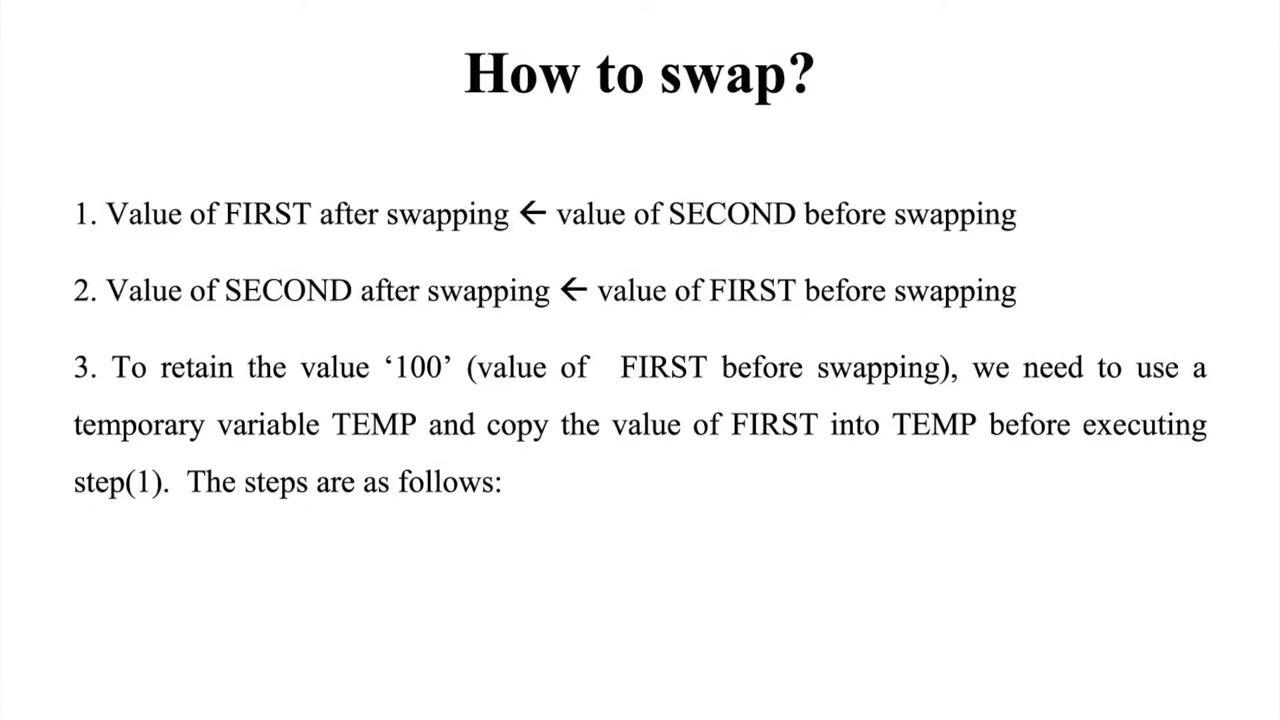 How to swap?
1. Value of FIRST after swapping ← value of SECOND before swapping
2. Value of SECOND after swapping ← value of FIRST before swapping
3. To retain the value ‘100’ (value of FIRST before swapping), we need to use a
temporary variable TEMP and copy the value of FIRST into TEMP before executing
step(1). The steps are as follows: